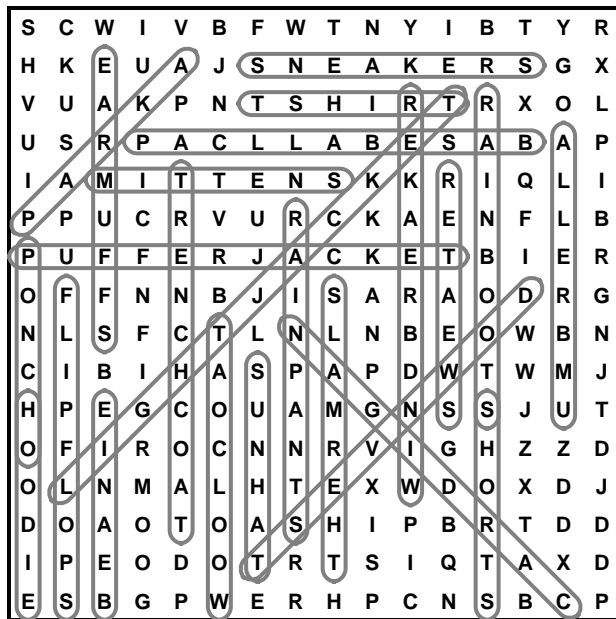 S C W I V B F W T N Y I B T Y R
H K E U A J S N E A K E R S G X
V U A K P N T S H I R T R X O L
U S R P A C L L A B E S A B A P
I A M I T T E N S K K R I Q L I
P P U C R V U R C K A E N F L B
P U F F E R J A C K E T B I E R
O F F N N B J I S A R A O D R G
N L S F C T L N L N B E O W B N
C I B I H A S P A P D W T W M J
H P E G C O U A M G N S S J U T
O F I R O C N N R V I G H Z Z D
O L N M A L H T E X W D O X D J
D O A O T O A S H I P B R T D D
I P E O D O T R T S I Q T A X D
E S B G P W E R H P C N S B C P